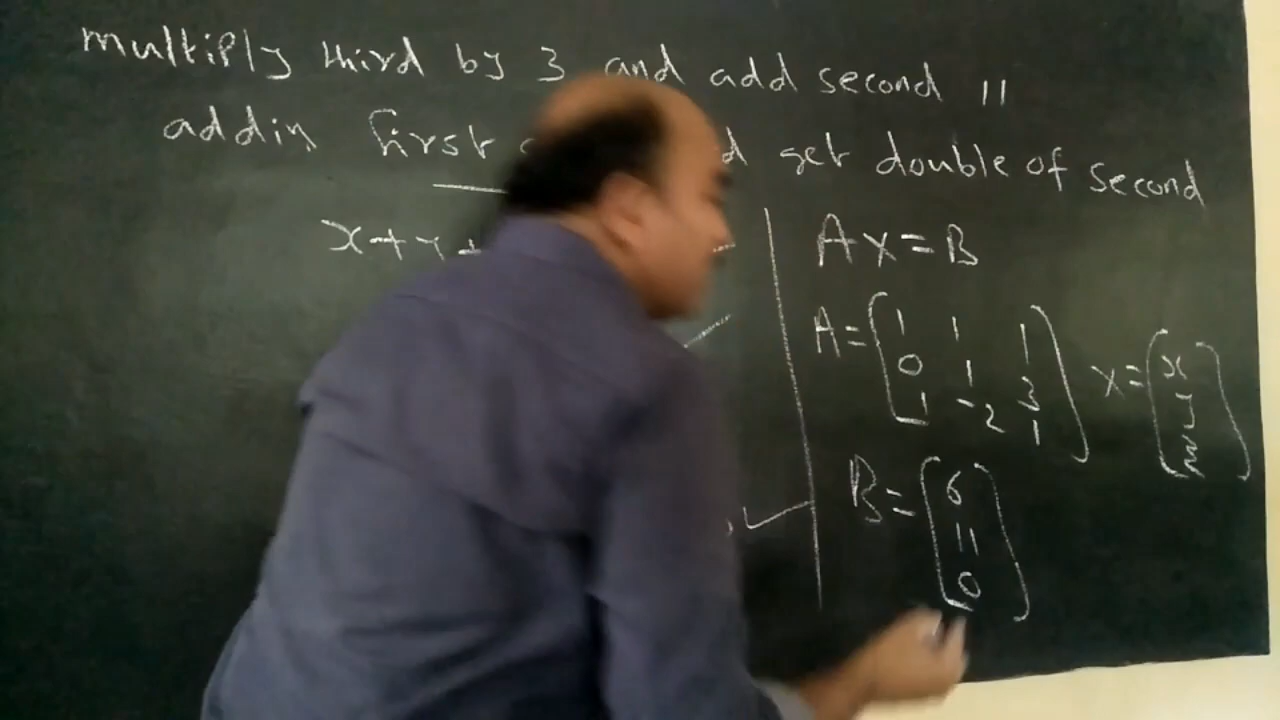 multiply third by 3 and add second 11
addin first get double of second
x+y+
AX=B
A= [1 1 1
0 1 3
1 -2 1]
X= [x
y
z]
B= [6
11
0]